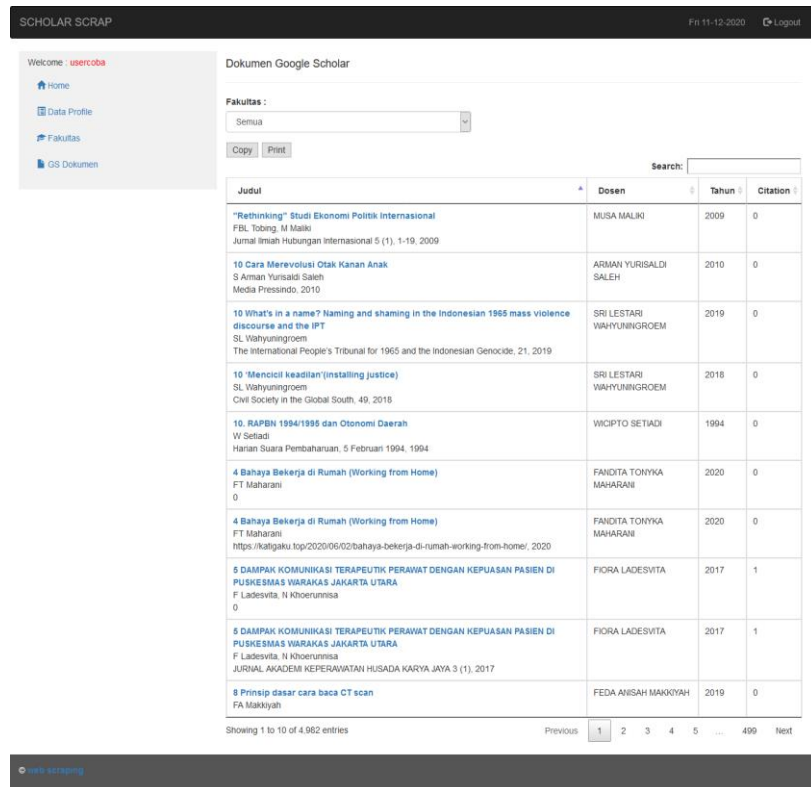 SCHOLAR SCRAP
Fri 11-12-2020 Logout
Welcome : usercoba
Home
Data Profile
Fakultas
GS Dokumen
Dokumen Google Scholar
Fakultas :
Semua
Copy Print
Search:
Judul Dosen Tahun Citation
"Rethinking" Studi Ekonomi Politik Internasional MUSA MALIKI 2009 0
FBL Tobing, M Maliki
Jurnal Ilmiah Hubungan Internasional 5 (1), 1-19, 2009
10 Cara Merevolusi Otak Kanan Anak ARMAN YURISALDI 2010 0
S Arman Yurisaldi Saleh SALEH
Media Pressindo, 2010
10 What's in a name? Naming and shaming in the Indonesian 1965 mass violence SRI LESTARI 2019 0
discourse and the IPT WAHYUNINGROEM
SL Wahyuningroem
The International People's Tribunal for 1965 and the Indonesian Genocide, 21, 2019
10 'Mencicil keadilan'(installing justice) SRI LESTARI 2018 0
SL Wahyuningroem WAHYUNINGROEM
Civil Society in the Global South, 49, 2018
10. RAPBN 1994/1995 dan Otonomi Daerah WICIPTO SETIADI 1994 0
W Setiadi
Harian Suara Pembaharuan, 5 Februari 1994, 1994
4 Bahaya Bekerja di Rumah (Working from Home) FANDITA TONYKA 2020 0
FT Maharani MAHARANI
0
4 Bahaya Bekerja di Rumah (Working from Home) FANDITA TONYKA 2020 0
FT Maharani MAHARANI
https://katigaku.top/2020/06/02/bahaya-bekerja-di-rumah-working-from-home/, 2020
5 DAMPAK KOMUNIKASI TERAPEUTIK PERAWAT DENGAN KEPUASAN PASIEN DI FIORA LADESVITA 2017 1
PUSKESMAS WARAKAS JAKARTA UTARA
F Ladesvita, N Khoerunnisa
0
5 DAMPAK KOMUNIKASI TERAPEUTIK PERAWAT DENGAN KEPUASAN PASIEN DI FIORA LADESVITA 2017 1
PUSKESMAS WARAKAS JAKARTA UTARA
F Ladesvita, N Khoerunnisa
JURNAL AKADEMI KEPERAWATAN HUSADA KARYA JAYA 3 (1), 2017
8 Prinsip dasar cara baca CT scan FEDA ANISAH MAKKIYAH 2019 0
FA Makkiyah
Showing 1 to 10 of 4,982 entries Previous 1 2 3 4 5 ... 499 Next
© web scraping